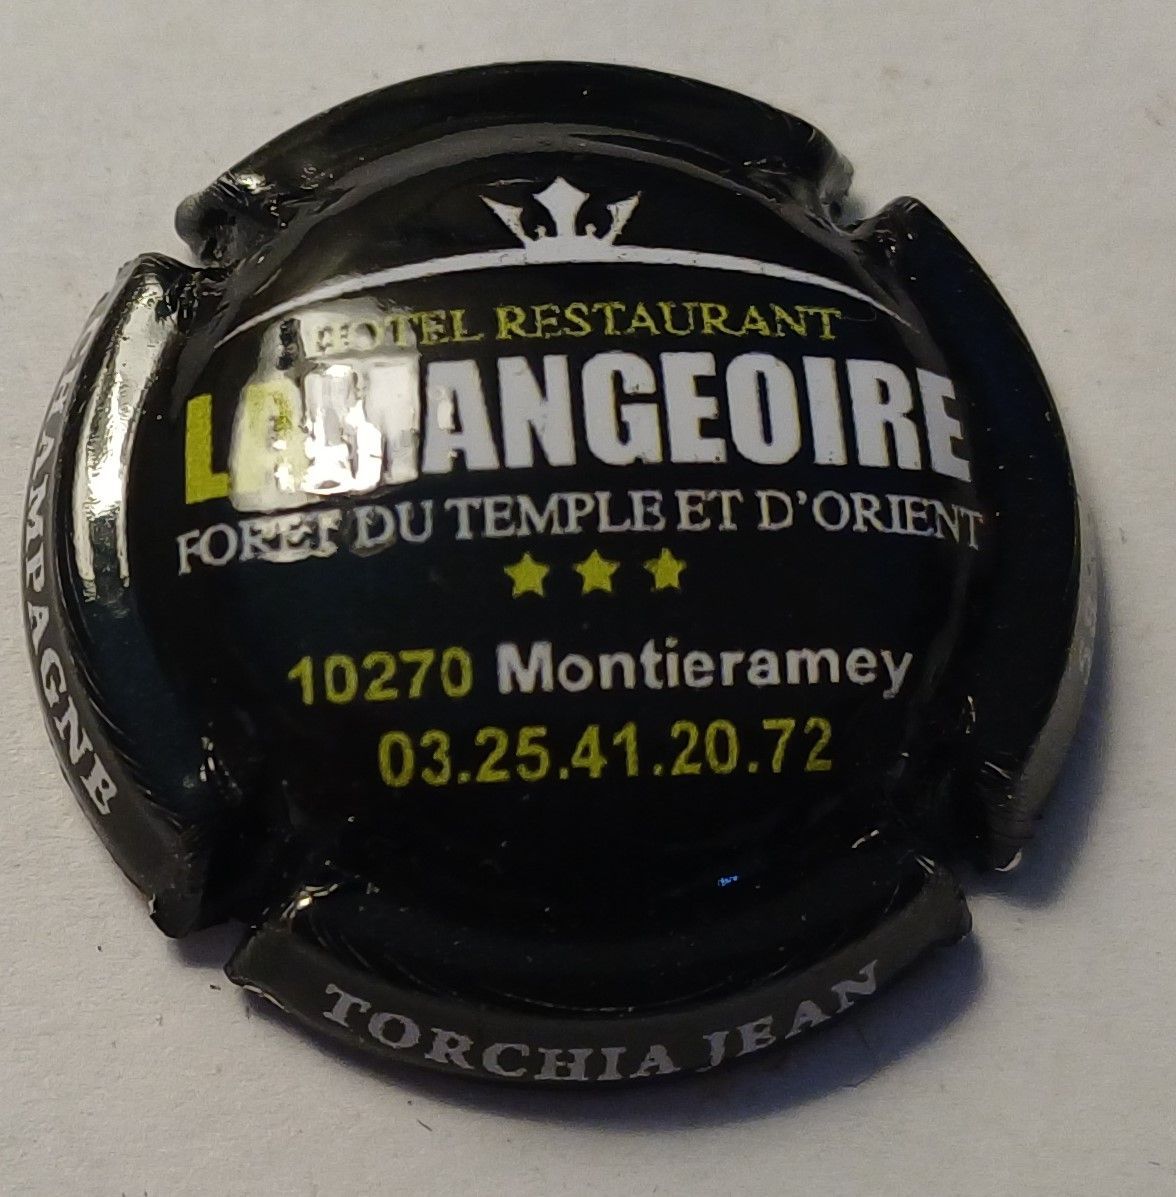 HOTEL RESTAURANT
LA MANGEOIRE
FORET DU TEMPLE ET D'ORIENT
10270 Montieramey
03.25.41.20.72
CHAMPAGNE
TORCHIA JEAN